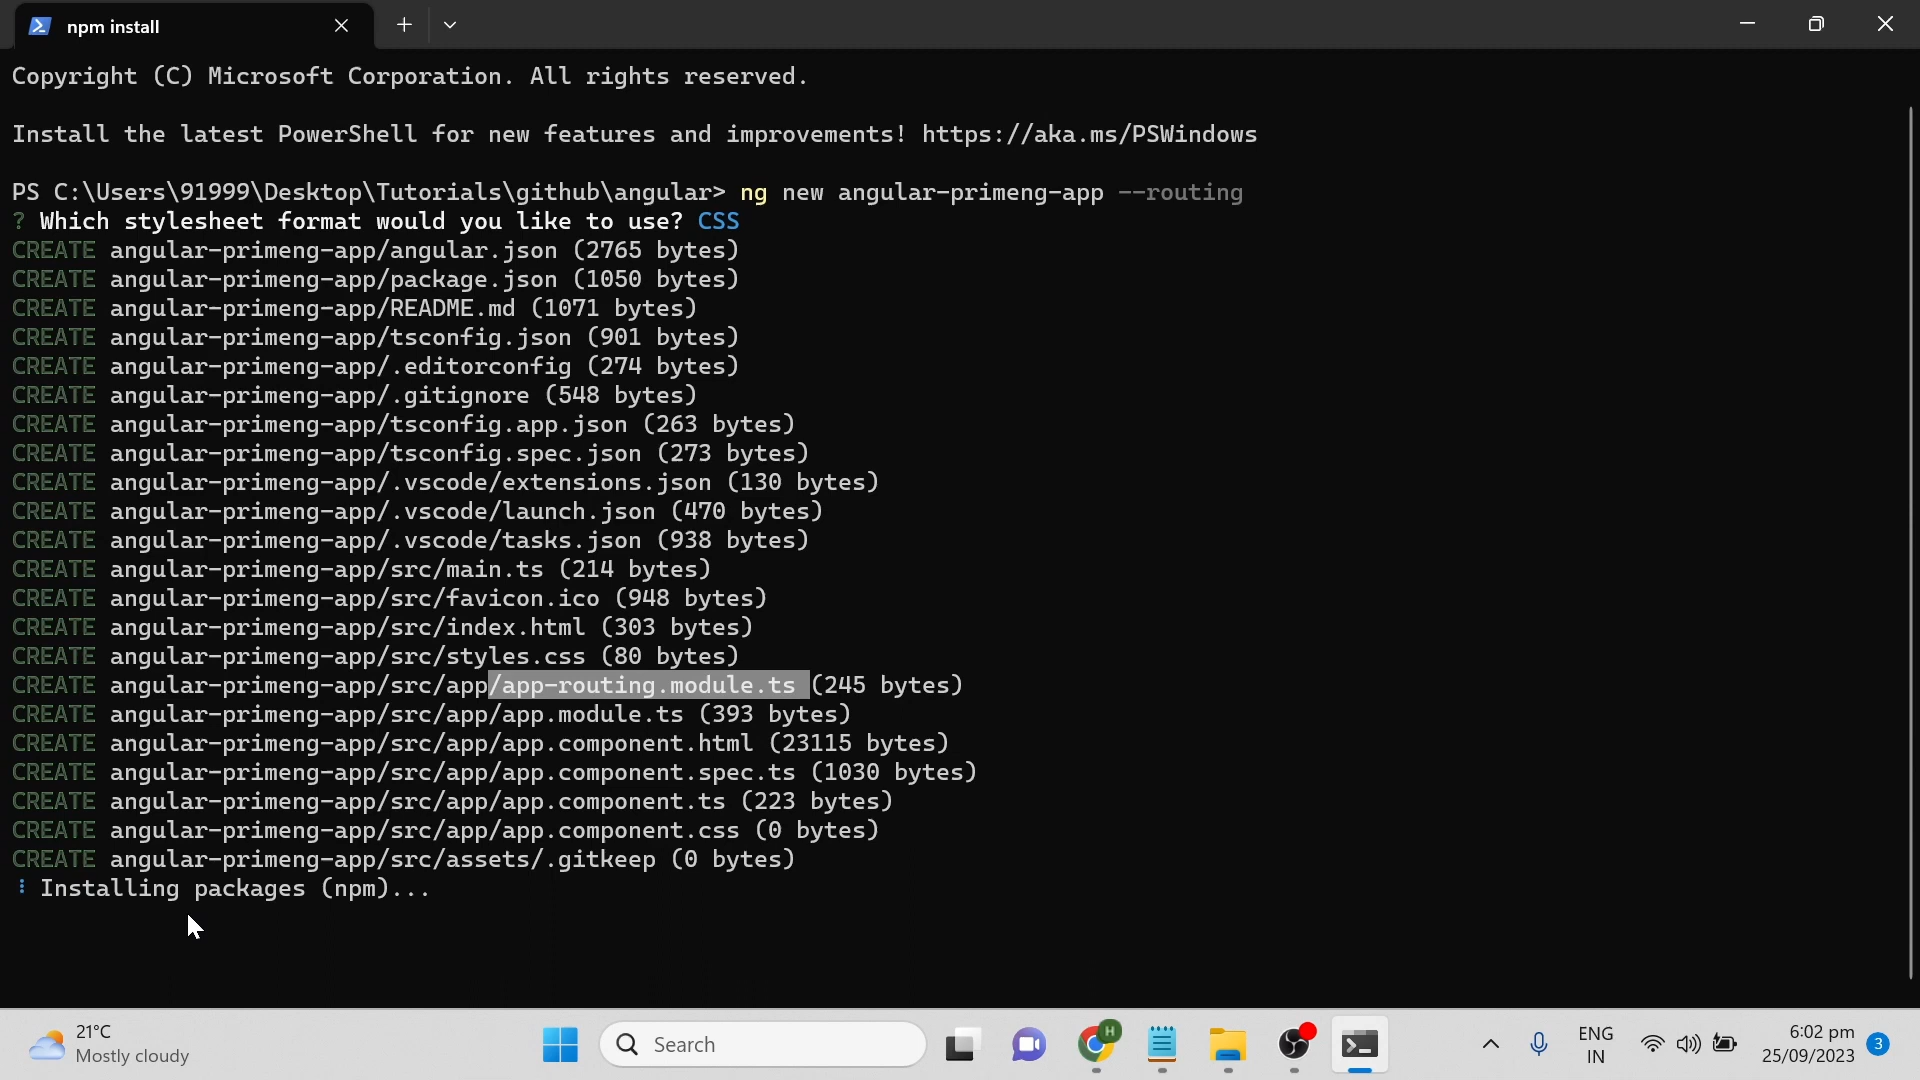 npm install
Copyright (C) Microsoft Corporation. All rights reserved.
Install the latest PowerShell for new features and improvements! https://aka.ms/PSWindows
PS C:\Users\91999\Desktop\Tutorials\github\angular> ng new angular-primeng-app --routing
? Which stylesheet format would you like to use? CSS
CREATE angular-primeng-app/angular.json (2765 bytes)
CREATE angular-primeng-app/package.json (1050 bytes)
CREATE angular-primeng-app/README.md (1071 bytes)
CREATE angular-primeng-app/tsconfig.json (901 bytes)
CREATE angular-primeng-app/.editorconfig (274 bytes)
CREATE angular-primeng-app/.gitignore (548 bytes)
CREATE angular-primeng-app/tsconfig.app.json (263 bytes)
CREATE angular-primeng-app/tsconfig.spec.json (273 bytes)
CREATE angular-primeng-app/.vscode/extensions.json (130 bytes)
CREATE angular-primeng-app/.vscode/launch.json (470 bytes)
CREATE angular-primeng-app/.vscode/tasks.json (938 bytes)
CREATE angular-primeng-app/src/main.ts (214 bytes)
CREATE angular-primeng-app/src/favicon.ico (948 bytes)
CREATE angular-primeng-app/src/index.html (303 bytes)
CREATE angular-primeng-app/src/styles.css (80 bytes)
CREATE angular-primeng-app/src/app/app-routing.module.ts (245 bytes)
CREATE angular-primeng-app/src/app/app.module.ts (393 bytes)
CREATE angular-primeng-app/src/app/app.component.html (23115 bytes)
CREATE angular-primeng-app/src/app/app.component.spec.ts (1030 bytes)
CREATE angular-primeng-app/src/app/app.component.ts (223 bytes)
CREATE angular-primeng-app/src/app/app.component.css (0 bytes)
CREATE angular-primeng-app/src/assets/.gitkeep (0 bytes)
⠇ Installing packages (npm)...
21°C
Mostly cloudy
Search
H
ENG
IN
6:02 pm
25/09/2023
3